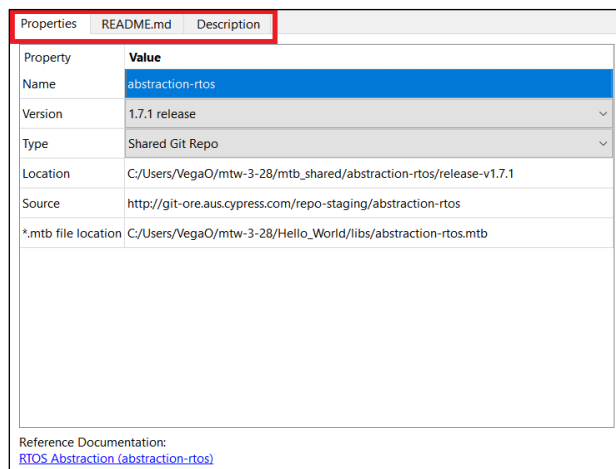 Properties README.md Description
Property Value
Name abstraction-rtos
Version 1.7.1 release
Type Shared Git Repo
Location C:/Users/VegaO/mtw-3-28/mtb_shared/abstraction-rtos/release-v1.7.1
Source http://git-ore.aus.cypress.com/repo-staging/abstraction-rtos
*.mtb file location C:/Users/VegaO/mtw-3-28/Hello_World/libs/abstraction-rtos.mtb
Reference Documentation:
RTOS Abstraction (abstraction-rtos)